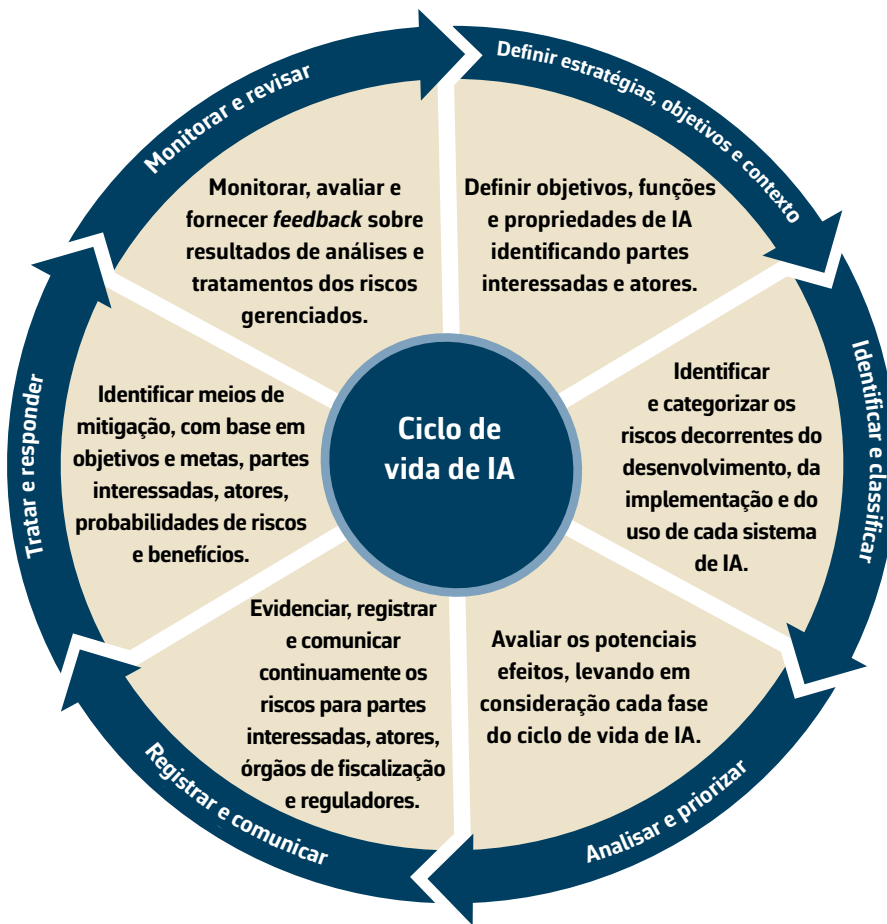 Definir estratégias, objetivos e contexto
Definir objetivos, funções
e propriedades de IA
identificando partes
interessadas e atores.
Identificar e classificar
Identificar
e categorizar os
riscos decorrentes do
desenvolvimento, da
implementação e do
uso de cada sistema
de IA.
Analisar e priorizar
Avaliar os potenciais
efeitos, levando em
consideração cada fase
do ciclo de vida de IA.
Registrar e comunicar
Evidenciar, registrar
e comunicar
continuamente os
riscos para partes
interessadas, atores,
órgãos de fiscalização
e reguladores.
Tratar e responder
Identificar meios de
mitigação, com base em
objetivos e metas, partes
interessadas, atores,
probabilidades de riscos
e benefícios.
Monitorar e revisar
Monitorar, avaliar e
fornecer feedback sobre
resultados de análises e
tratamentos dos riscos
gerenciados.
Ciclo de
vida de IA